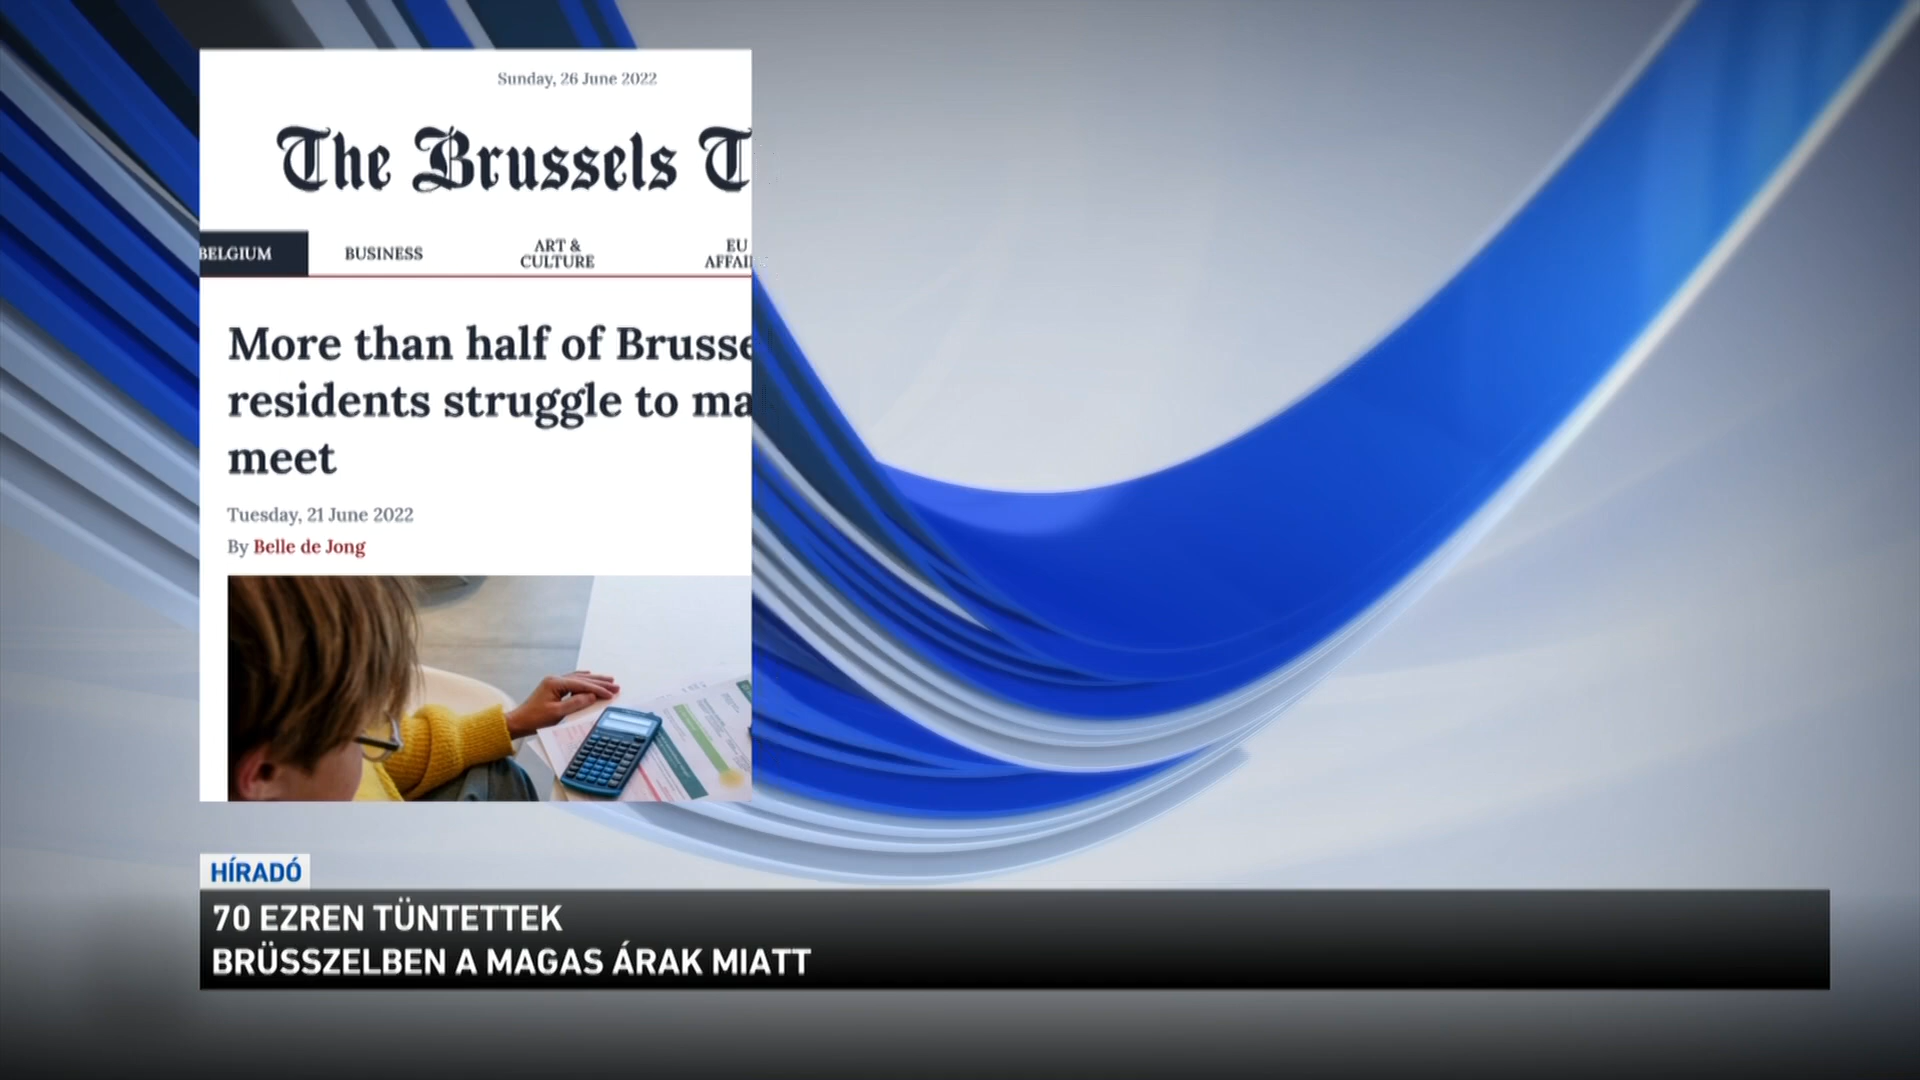 Sunday, 26 June 2022
The Brussels T
BELGIUM
BUSINESS
ART &
CULTURE
EU
AFFAI
More than half of Brusse
residents struggle to ma
meet
Tuesday, 21 June 2022
By Belle de Jong
HÍRADÓ
70 EZREN TÜNTETTEK
BRÜSSZELBEN A MAGAS ÁRAK MIATT